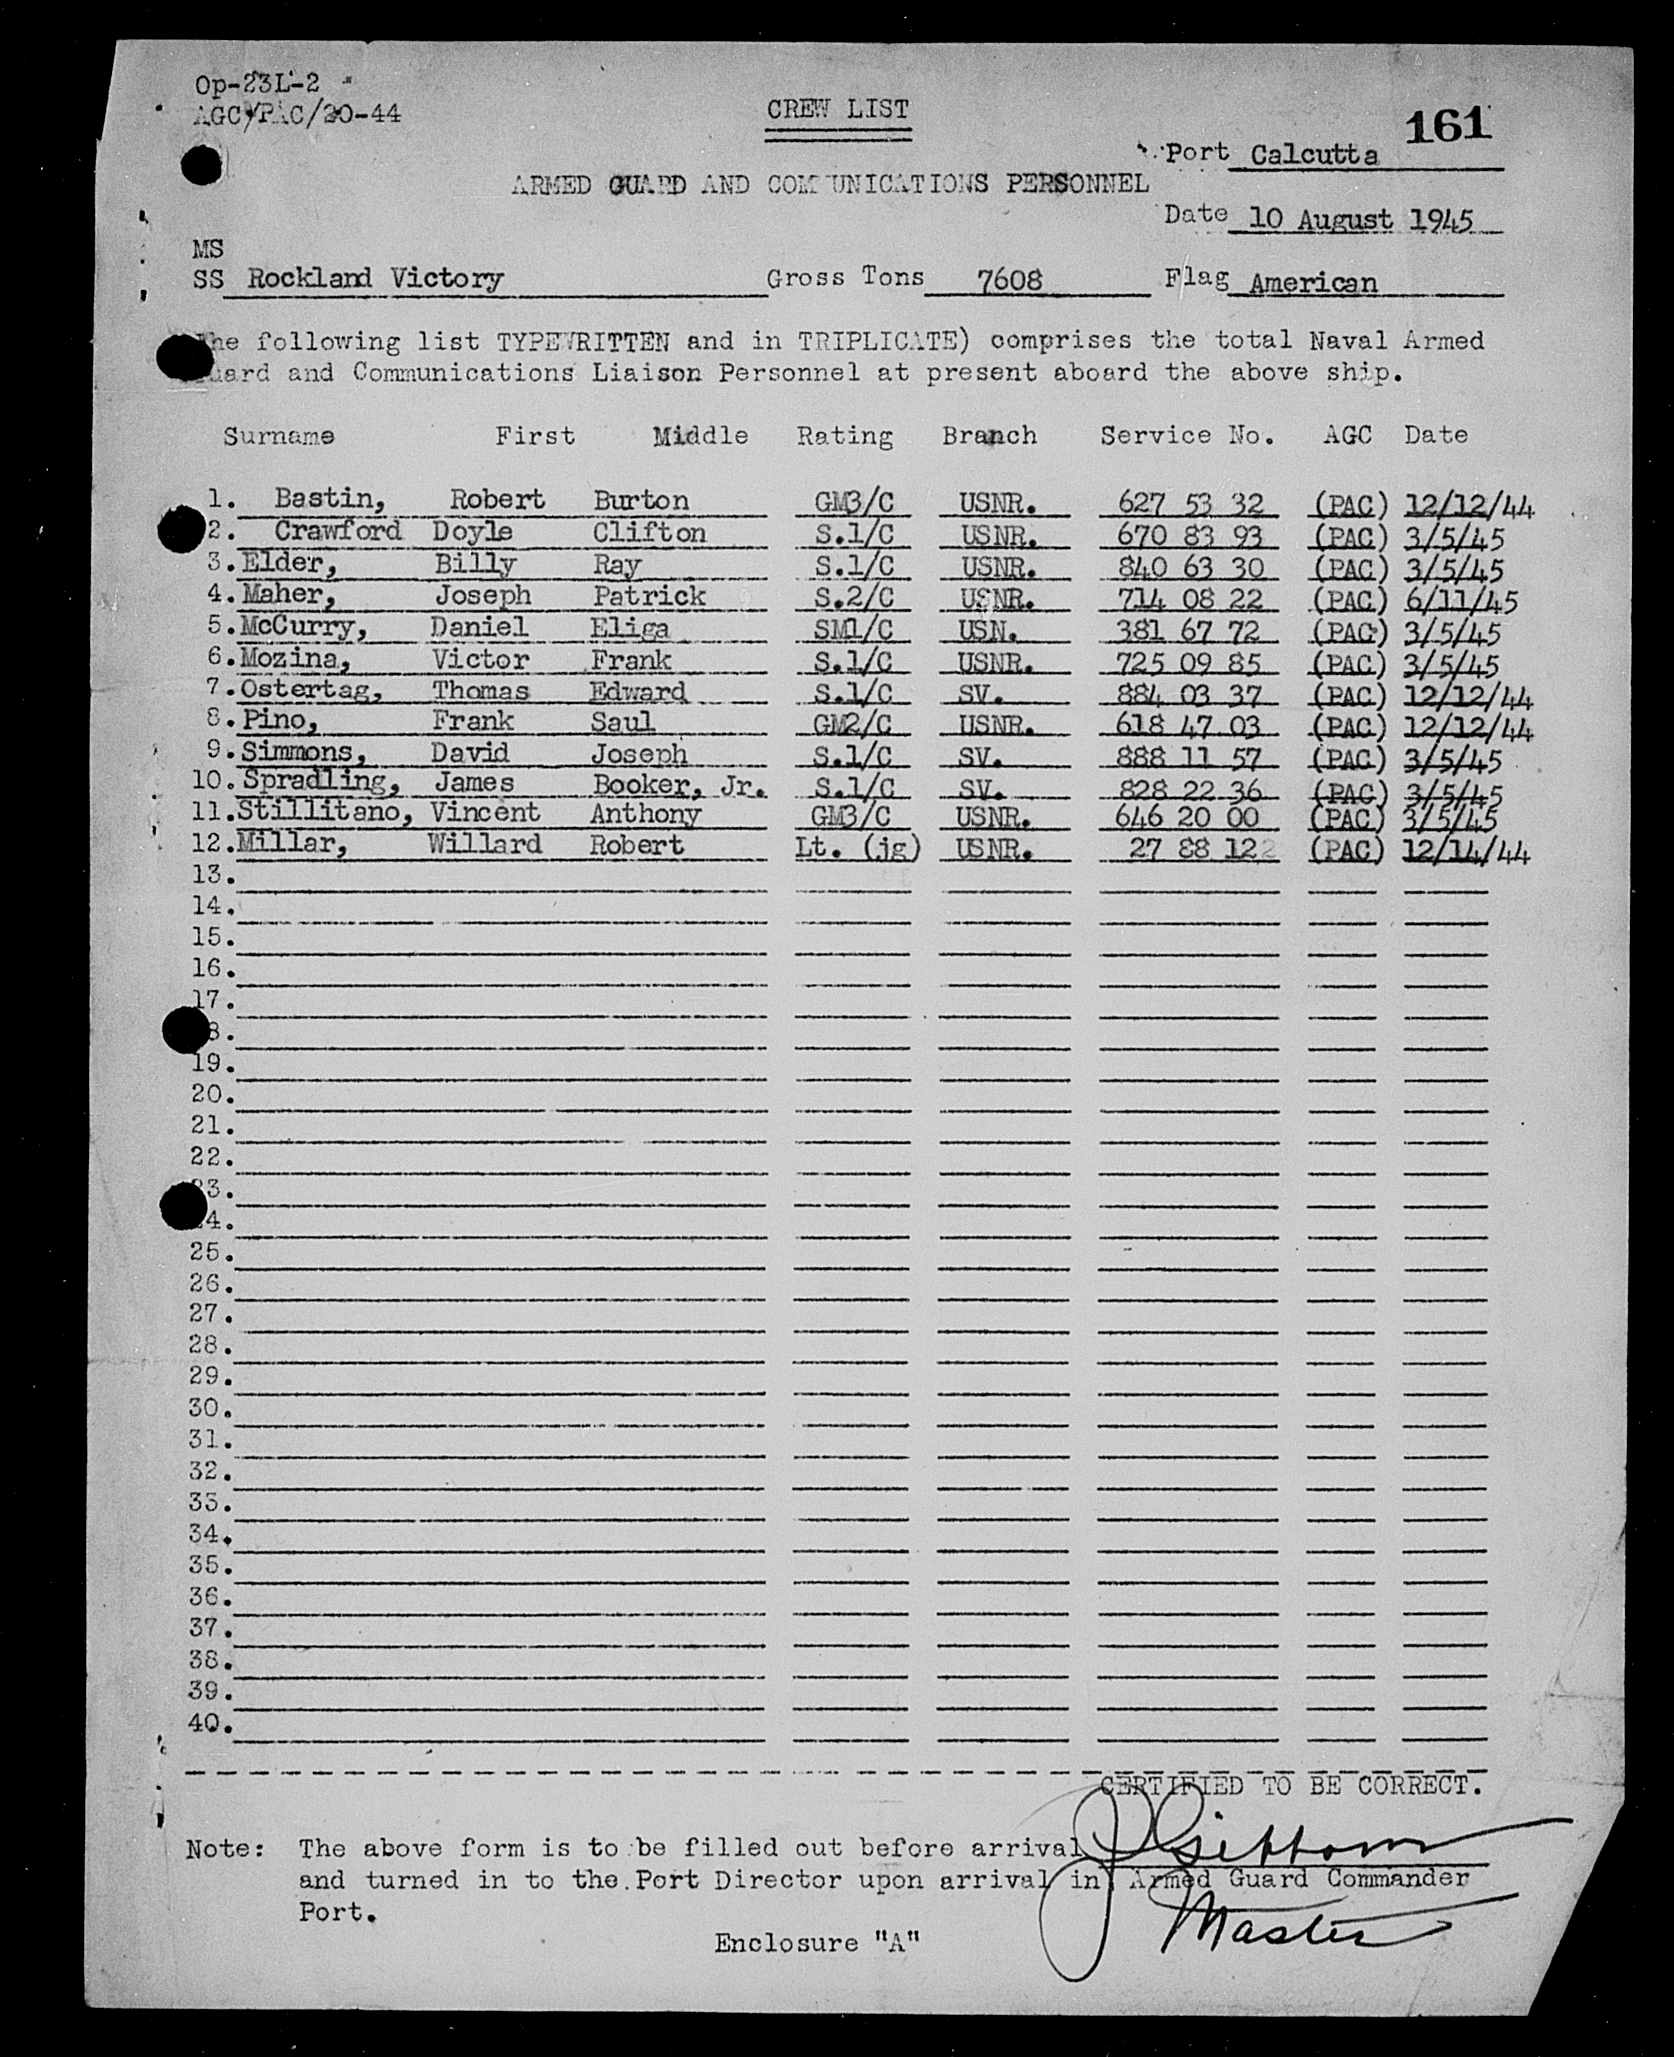 Op-23L-2
AGC/PAC/20-44
CREW LIST
161
Port Calcutta
ARMED GUARD AND COMMUNICATIONS PERSONNEL
Date 10 August 1945
MS
SS Rockland Victory Gross Tons 7608 Flag American
The following list TYPEWRITTEN and in TRIPLICATE) comprises the total Naval Armed
Guard and Communications Liaison Personnel at present aboard the above ship.
Surname First Middle Rating Branch Service No. AGC Date
1. Bastin, Robert Burton GM3/C USNR. 627 53 32 (PAC) 12/12/44
2. Crawford Doyle Clifton S.1/C USNR. 670 83 93 (PAC) 3/5/45
3. Elder, Billy Ray S.1/C USNR. 840 63 30 (PAC) 3/5/45
4. Maher, Joseph Patrick S.2/C USNR. 714 08 22 (PAC) 6/11/45
5. McCurry, Daniel Eliga SM1/C USN. 381 67 72 (PAC) 3/5/45
6. Mozina, Victor Frank S.1/C USNR. 725 09 85 (PAC) 3/5/45
7. Ostertag, Thomas Edward S.1/C SV. 884 03 37 (PAC) 12/12/44
8. Pino, Frank Saul GM2/C USNR. 618 47 03 (PAC) 12/12/44
9. Simmons, David Joseph S.1/C SV. 888 11 57 (PAC) 3/5/45
10. Spradling, James Booker, Jr. S.1/C SV. 828 22 36 (PAC) 3/5/45
11. Stillitano, Vincent Anthony GM3/C USNR. 646 20 00 (PAC) 3/5/45
12. Millar, Willard Robert Lt. (jg) USNR. 27 88 122 (PAC) 12/14/44
13.
14.
15.
16.
17.
18.
19.
20.
21.
22.
23.
24.
25.
26.
27.
28.
29.
30.
31.
32.
33.
34.
35.
36.
37.
38.
39.
40.
CERTIFIED TO BE CORRECT.
Note: The above form is to be filled out before arrival
and turned in to the Port Director upon arrival in Armed Guard Commander
Port.
Master
Enclosure "A"